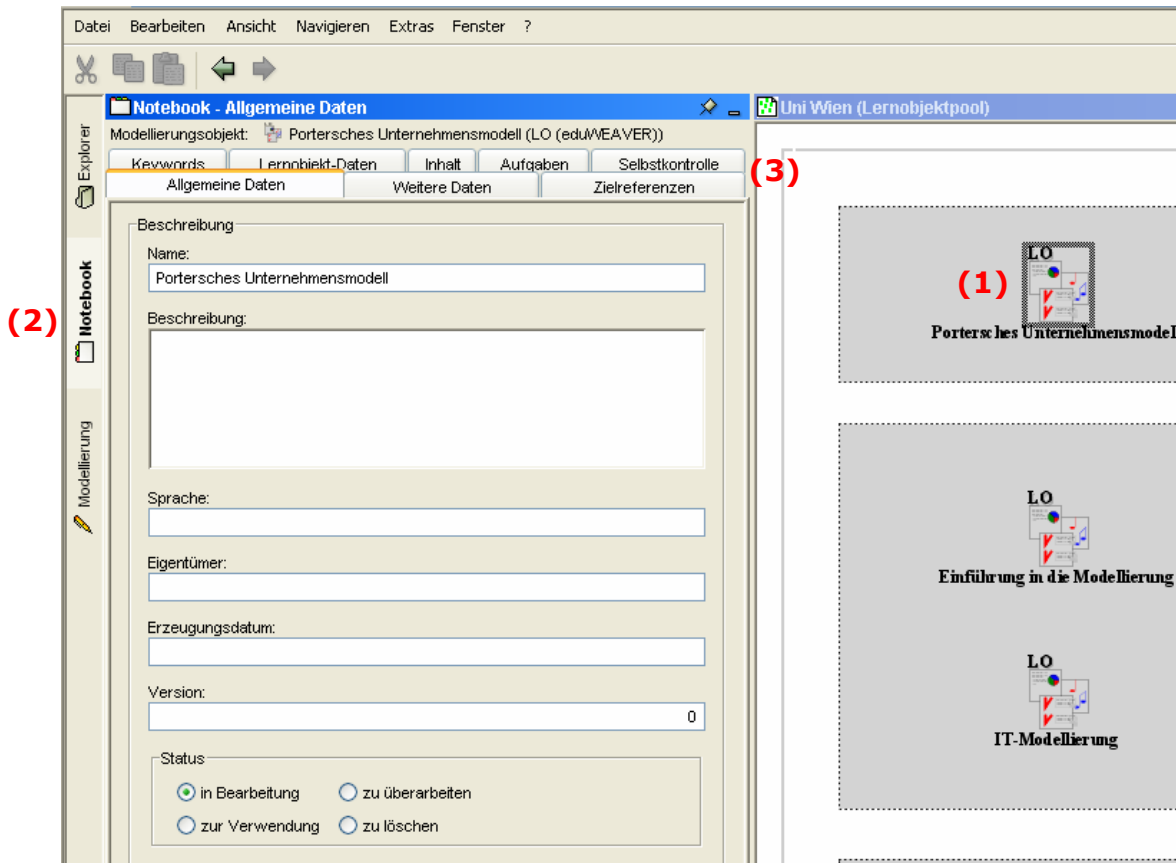 Datei Bearbeiten Ansicht Navigieren Extras Fenster ?
Notebook - Allgemeine Daten
Modellierungsobjekt: Portersches Unternehmensmodell (LO (eduWEAVER))
Keywords Lernobjekt-Daten Inhalt Aufgaben Selbstkontrolle
Allgemeine Daten Weitere Daten Zielreferenzen
Explorer
Notebook
Modellierung
(2)
(3)
Beschreibung
Name:
Portersches Unternehmensmodell
Beschreibung:
Sprache:
Eigentümer:
Erzeugungsdatum:
Version:
0
Status
in Bearbeitung zu überarbeiten
zur Verwendung zu löschen
Uni Wien (Lernobjektpool)
(1)
LO
Portersches Unternehmensmodell
LO
Einführung in die Modellierung
LO
IT-Modellierung